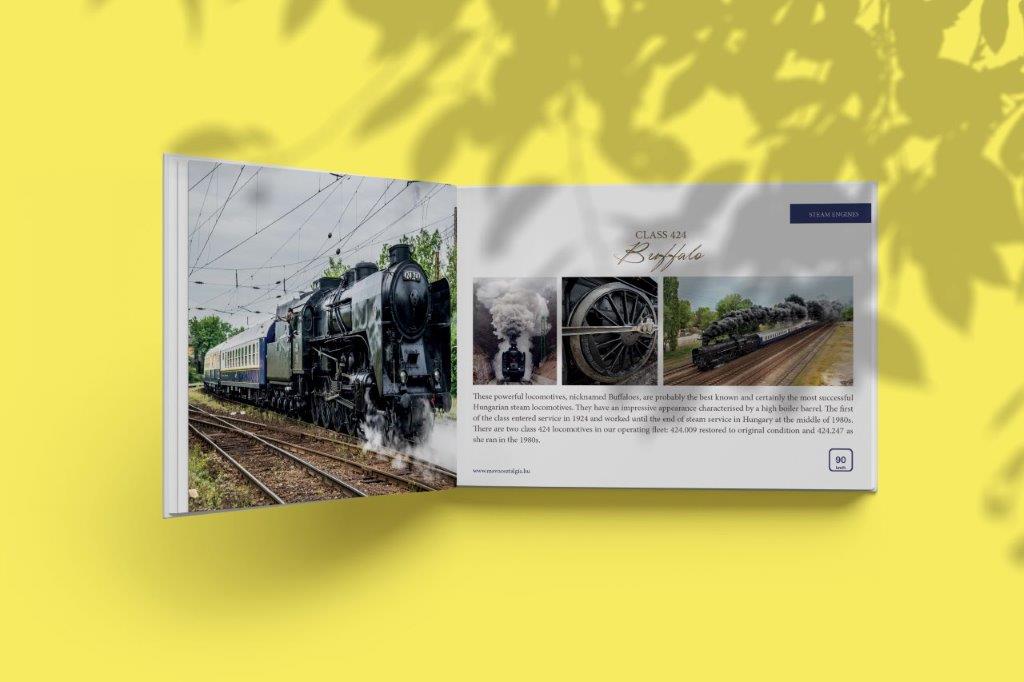 STEAM ENGINES
CLASS 424
Buffalo
These powerful locomotives, nicknamed Buffaloes, are probably the best known and certainly the most successful
Hungarian steam locomotives. They have an impressive appearance characterised by a high boiler barrel. The first
of the class entered service in 1924 and worked until the end of steam service in Hungary at the middle of 1980s.
There are two class 424 locomotives in our operating fleet: 424.009 restored to original condition and 424.247 as
she ran in the 1980s.
www.mavnosztalgia.hu
90
km/h